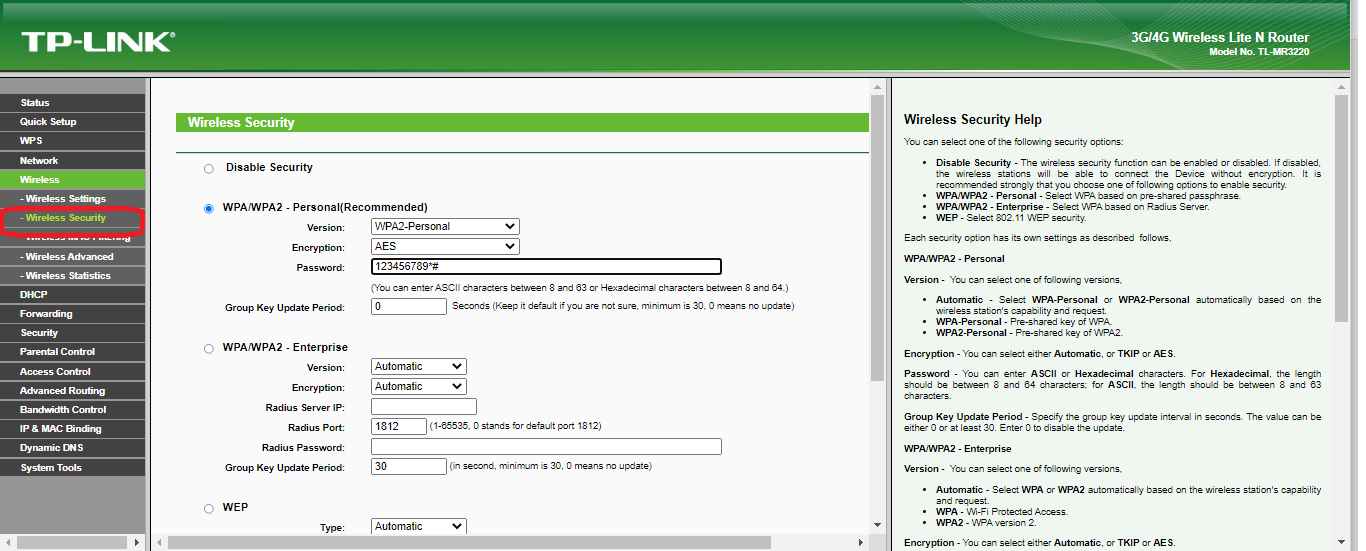 TP-LINK®
3G/4G Wireless Lite N Router
Model No. TL-MR3220
Status
Quick Setup
WPS
Network
Wireless
- Wireless Settings
- Wireless Security
- Wireless MAC Filtering
- Wireless Advanced
- Wireless Statistics
DHCP
Forwarding
Security
Parental Control
Access Control
Advanced Routing
Bandwidth Control
IP & MAC Binding
Dynamic DNS
System Tools
Wireless Security
Disable Security
WPA/WPA2 - Personal(Recommended)
Version: WPA2-Personal
Encryption: AES
Password: 123456789*#
(You can enter ASCII characters between 8 and 63 or Hexadecimal characters between 8 and 64.)
Group Key Update Period: 0 Seconds (Keep it default if you are not sure, minimum is 30, 0 means no update)
WPA/WPA2 - Enterprise
Version: Automatic
Encryption: Automatic
Radius Server IP:
Radius Port: 1812 (1-65535, 0 stands for default port 1812)
Radius Password:
Group Key Update Period: 30 (in second, minimum is 30, 0 means no update)
WEP
Type: Automatic
Wireless Security Help
You can select one of the following security options:
• Disable Security - The wireless security function can be enabled or disabled. If disabled,
the wireless stations will be able to connect the Device without encryption. It is
recommended strongly that you choose one of following options to enable security.
• WPA/WPA2 - Personal - Select WPA based on pre-shared passphrase.
• WPA/WPA2 - Enterprise - Select WPA based on Radius Server.
• WEP - Select 802.11 WEP security.
Each security option has its own settings as described follows,
WPA/WPA2 - Personal
Version - You can select one of following versions,
• Automatic - Select WPA-Personal or WPA2-Personal automatically based on the
wireless station's capability and request.
• WPA-Personal - Pre-shared key of WPA.
• WPA2-Personal - Pre-shared key of WPA2.
Encryption - You can select either Automatic, or TKIP or AES.
Password - You can enter ASCII or Hexadecimal characters. For Hexadecimal, the length
should be between 8 and 64 characters; for ASCII, the length should be between 8 and 63
characters.
Group Key Update Period - Specify the group key update interval in seconds. The value can be
either 0 or at least 30. Enter 0 to disable the update.
WPA/WPA2 - Enterprise
Version - You can select one of following versions,
• Automatic - Select WPA or WPA2 automatically based on the wireless station's capability
and request.
• WPA - Wi-Fi Protected Access.
• WPA2 - WPA version 2.
Encryption - You can select either Automatic, or TKIP or AES.